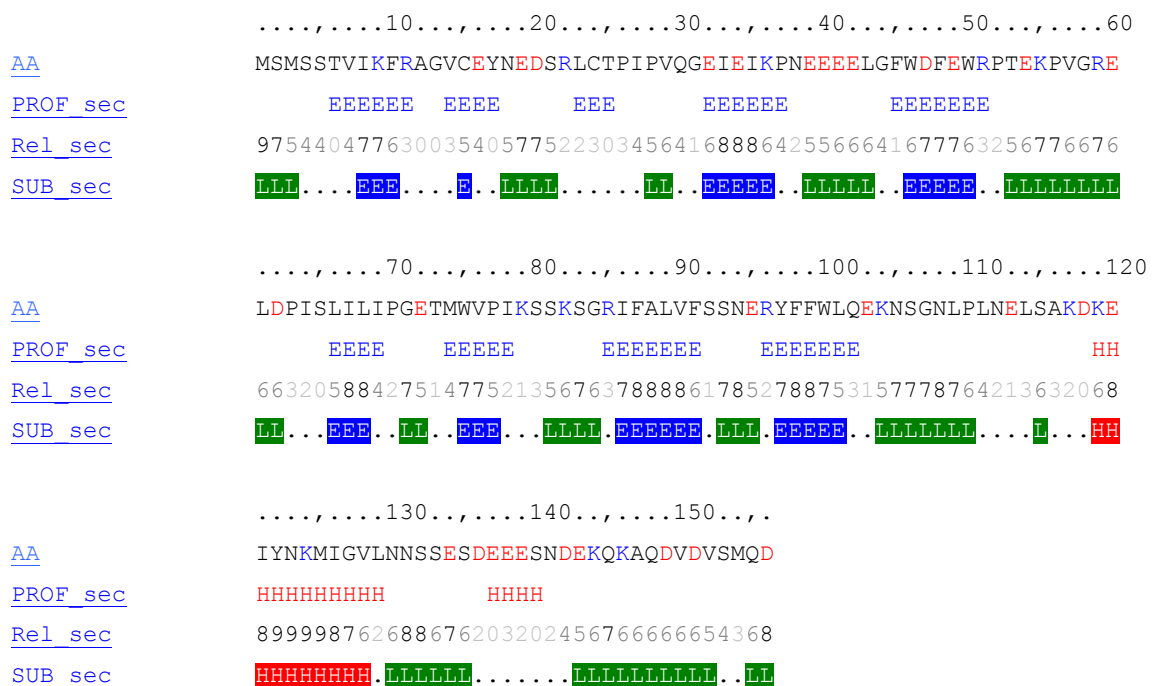 ....,....10...,....20...,....30...,....40...,....50...,....60
AA MSMSSTVIKFRAGVCEYNEDSRLCTPIPVQGEIEIKPNEEEELGFWDFEWRPTEKPVGRE
PROF_sec EEEEEE EEEE EEE EEEEEE EEEEEEE
Rel_sec 975440477630035405775223034564168886425566641677763256776676
SUB_sec LLL....EEE....E..LLLL......LL..EEEEE..LLLLL..EEEEE..LLLLLLLL
....,....70...,....80...,....90...,....100..,....110..,....120
AA LDPISLILIPGETMWVPIKSSKSGRIFALVFSSNERYFFWLQEKNSGNLPLNELSAKDKE
PROF_sec EEEE EEEEE EEEEEEE EEEEEEE HH
Rel_sec 663205884275147752135676378888617852788753157778764213632068
SUB_sec LL...EEE..LL..EEE...LLLL.EEEEEE.LLL.EEEEE..LLLLLLL....L...HH
....,....130..,....140..,....150..,.
AA IYNKMIGVLNNSSESDEEESNDEKQKAQDVDVSMQD
PROF_sec HHHHHHHHH HHHH
Rel_sec 899998762688676203202456766666654368
SUB sec HHHHHHHH.LLLLLL.......LLLLLLLLLL..LL